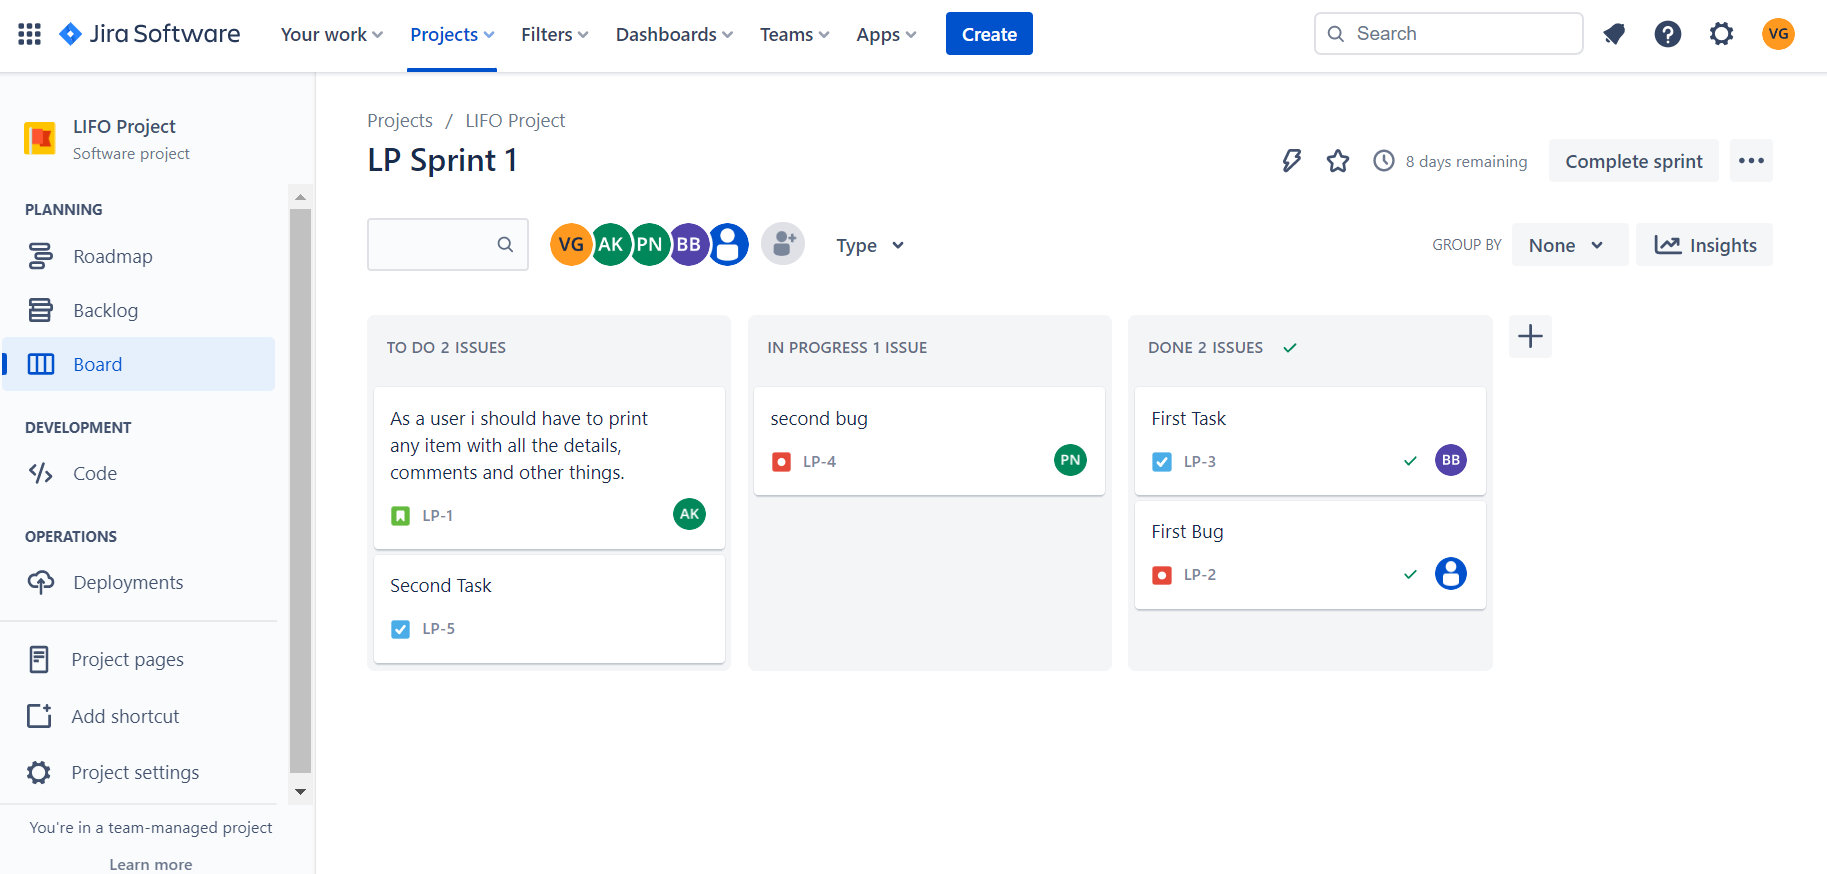 Jira Software
Your work
Projects
Filters
Dashboards
Teams
Apps
Create
Search
VG
LIFO Project
Software project
PLANNING
Roadmap
Backlog
Board
DEVELOPMENT
Code
OPERATIONS
Deployments
Project pages
Add shortcut
Project settings
You're in a team-managed project
Learn more
Projects / LIFO Project
LP Sprint 1
8 days remaining
Complete sprint
VG AK PN BB
Type
GROUP BY
None
Insights
TO DO 2 ISSUES
As a user i should have to print
any item with all the details,
comments and other things.
LP-1
AK
Second Task
LP-5
IN PROGRESS 1 ISSUE
second bug
LP-4
PN
DONE 2 ISSUES
First Task
LP-3
BB
First Bug
LP-2